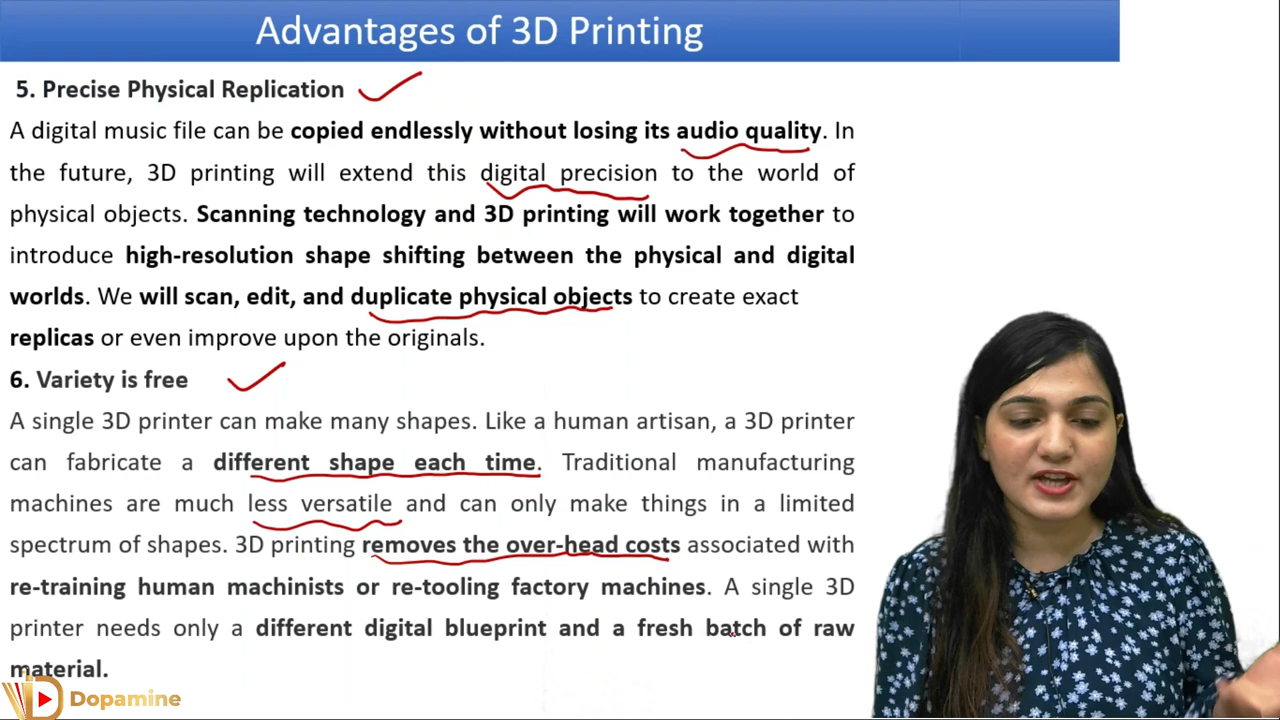 Advantages of 3D Printing
5. Precise Physical Replication
A digital music file can be copied endlessly without losing its audio quality. In
the future, 3D printing will extend this digital precision to the world of
physical objects. Scanning technology and 3D printing will work together to
introduce high-resolution shape shifting between the physical and digital
worlds. We will scan, edit, and duplicate physical objects to create exact
replicas or even improve upon the originals.
6. Variety is free
A single 3D printer can make many shapes. Like a human artisan, a 3D printer
can fabricate a different shape each time. Traditional manufacturing
machines are much less versatile and can only make things in a limited
spectrum of shapes. 3D printing removes the over-head costs associated with
re-training human machinists or re-tooling factory machines. A single 3D
printer needs only a different digital blueprint and a fresh batch of raw
material.
Dopamine